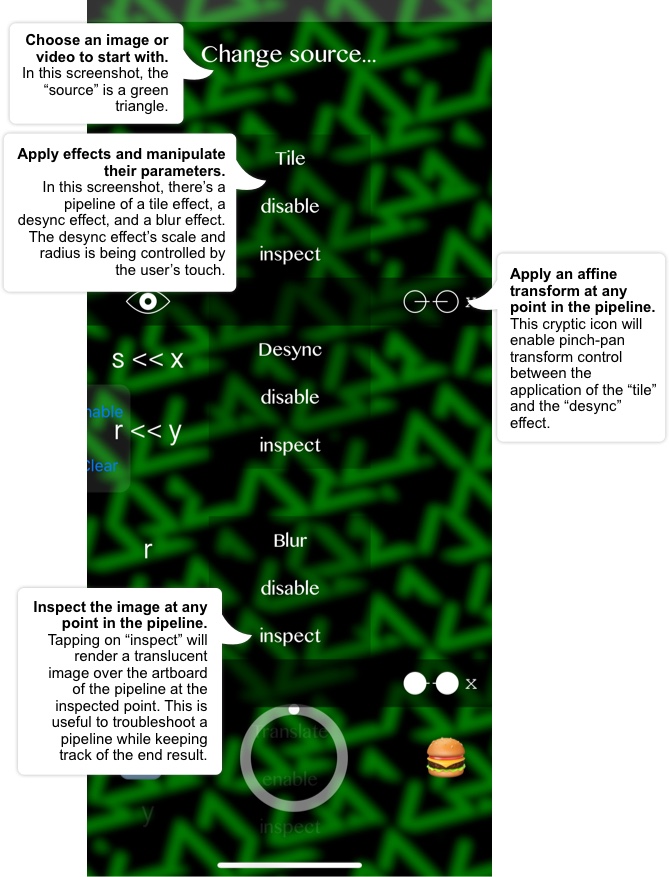 Choose an image or
video to start with.
In this screenshot, the
“source” is a green
triangle.
Change source...
Apply effects and manipulate
their parameters.
In this screenshot, there’s a
pipeline of a tile effect, a
desync effect, and a blur effect.
The desync effect’s scale and
radius is being controlled by
the user’s touch.
Tile
disable
inspect
x
Apply an affine
transform at any
point in the pipeline.
This cryptic icon will
enable pinch-pan
transform control
between the
application of the “tile”
and the “desync”
effect.
s << x
Desync
nable
disable
r << y
inspect
Clear
r
Blur
disable
inspect
Inspect the image at any
point in the pipeline.
Tapping on “inspect” will
render a translucent
image over the artboard
of the pipeline at the
inspected point. This is
useful to troubleshoot a
pipeline while keeping
track of the end result.
x
translate
enable
y
inspect